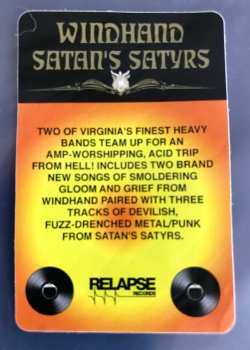 WINDHAND
SATAN'S SATYRS
TWO OF VIRGINIA'S FINEST HEAVY
BANDS TEAM UP FOR AN
AMP-WORSHIPPING, ACID TRIP
FROM HELL! INCLUDES TWO BRAND
NEW SONGS OF SMOLDERING
GLOOM AND GRIEF FROM
WINDHAND PAIRED WITH THREE
TRACKS OF DEVILISH,
FUZZ-DRENCHED METAL/PUNK
FROM SATAN'S SATYRS.
RELAPSE
RECORDS